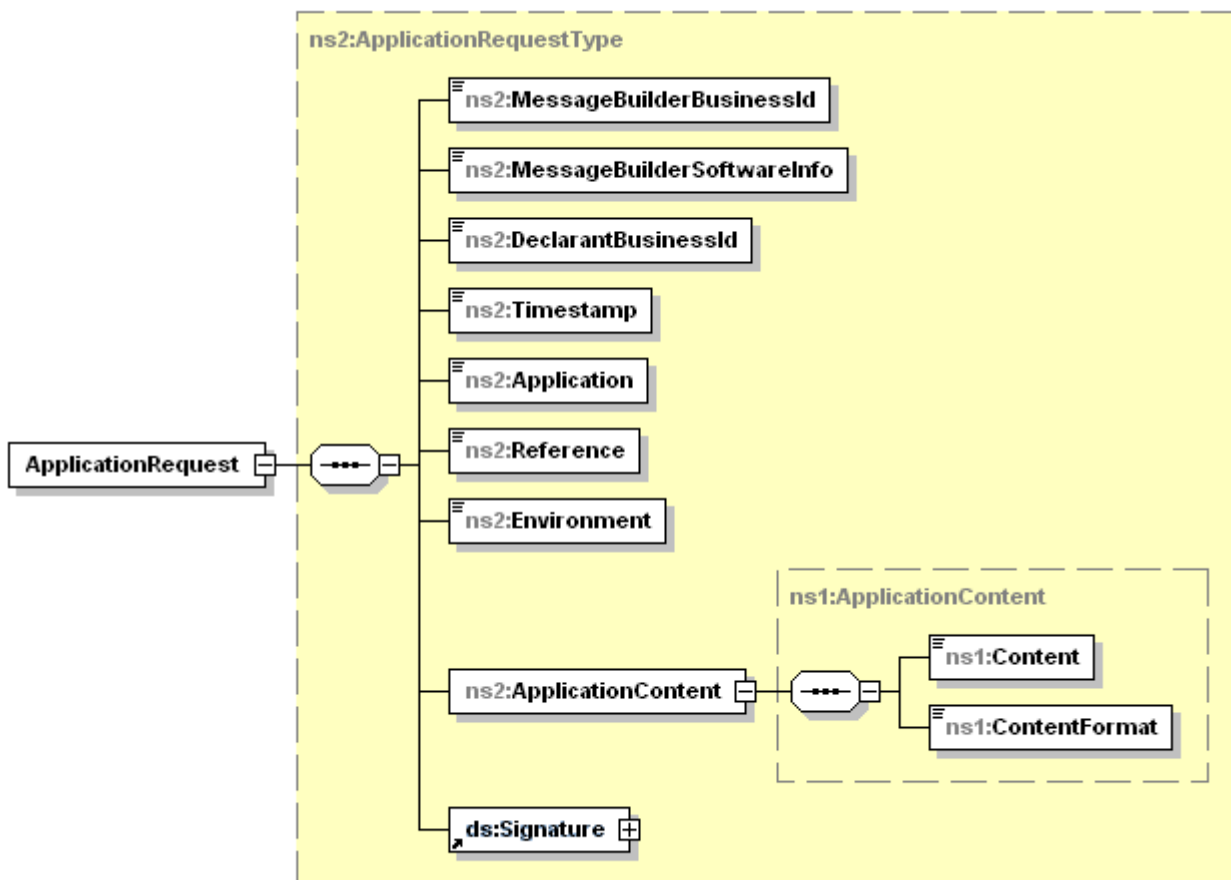 ns2:ApplicationRequestType
ns2:MessageBuilderBusinessId
ns2:MessageBuilderSoftwareInfo
ns2:DeclarantBusinessId
ns2:Timestamp
ns2:Application
ApplicationRequest
ns2:Reference
ns2:Environment
ns1:ApplicationContent
ns1:Content
ns2:ApplicationContent
ns1:ContentFormat
ds:Signature